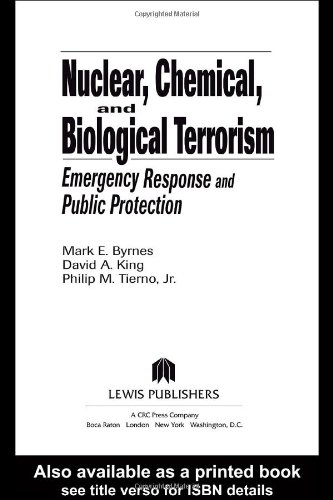 Nuclear, Chemical,
and
Biological Terrorism
Emergency Response and
Public Protection
Mark E. Byrnes
David A. King
Philip M. Tierno, Jr.
LEWIS PUBLISHERS
A CRC Press Company
Boca Raton London New York Washington, D.C.
Also available as a printed book
see title verso for ISBN details